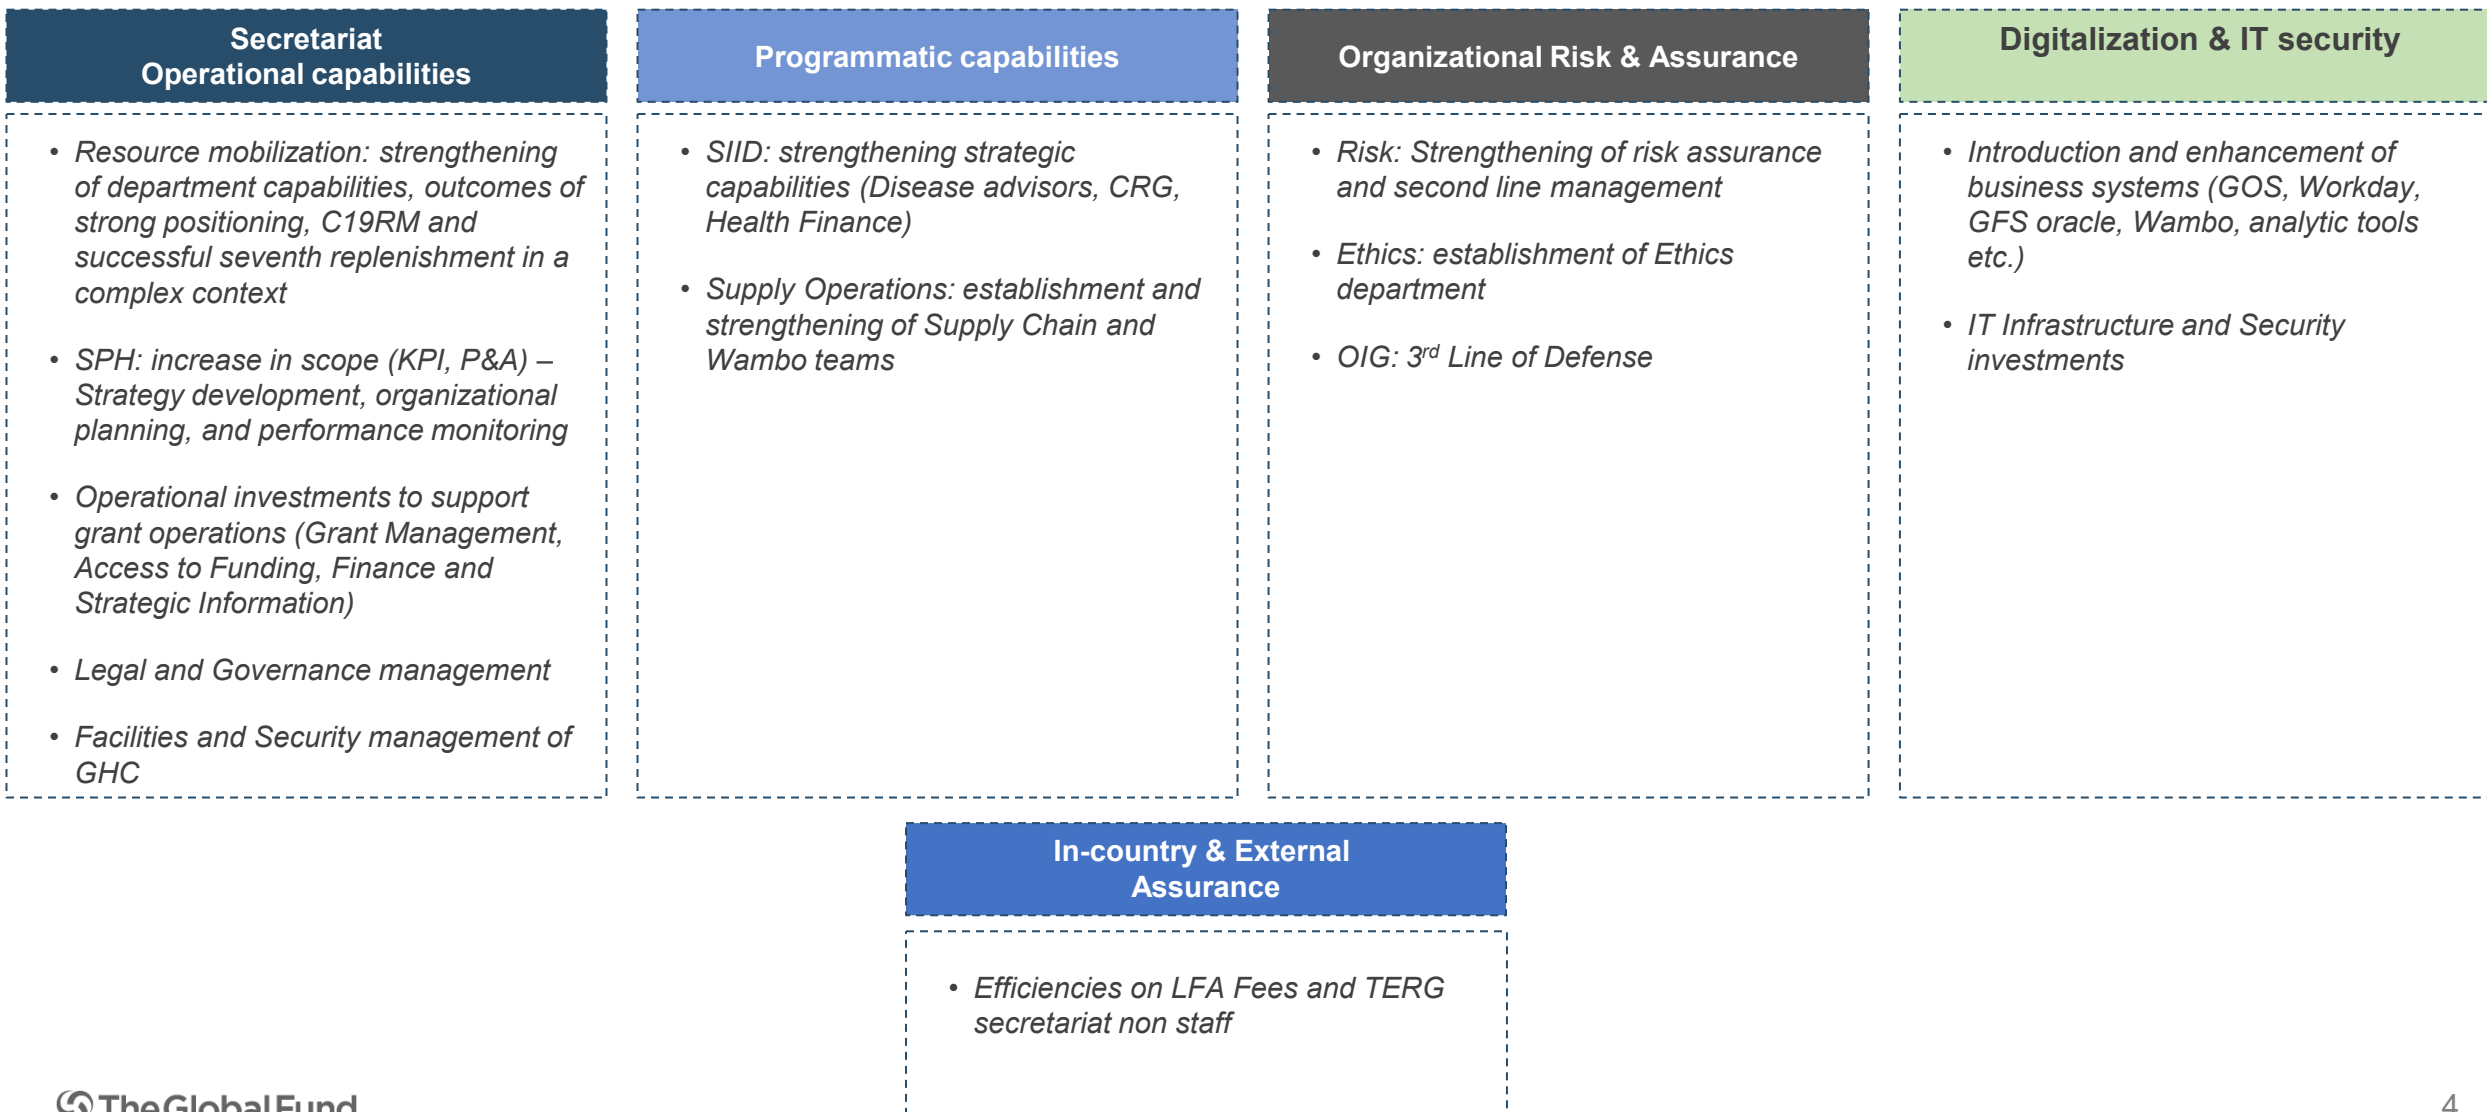 Secretariat
Operational capabilities
• Resource mobilization: strengthening
of department capabilities, outcomes of
strong positioning, C19RM and
successful seventh replenishment in a
complex context
• SPH: increase in scope (KPI, P&A) –
Strategy development, organizational
planning, and performance monitoring
• Operational investments to support
grant operations (Grant Management,
Access to Funding, Finance and
Strategic Information)
• Legal and Governance management
• Facilities and Security management of
GHC
Programmatic capabilities
• SIID: strengthening strategic
capabilities (Disease advisors, CRG,
Health Finance)
• Supply Operations: establishment and
strengthening of Supply Chain and
Wambo teams
Organizational Risk & Assurance
• Risk: Strengthening of risk assurance
and second line management
• Ethics: establishment of Ethics
department
• OIG: 3rd Line of Defense
Digitalization & IT security
• Introduction and enhancement of
business systems (GOS, Workday,
GFS oracle, Wambo, analytic tools
etc.)
• IT Infrastructure and Security
investments
In-country & External
Assurance
• Efficiencies on LFA Fees and TERG
secretariat non staff
TheGlobalFund
4